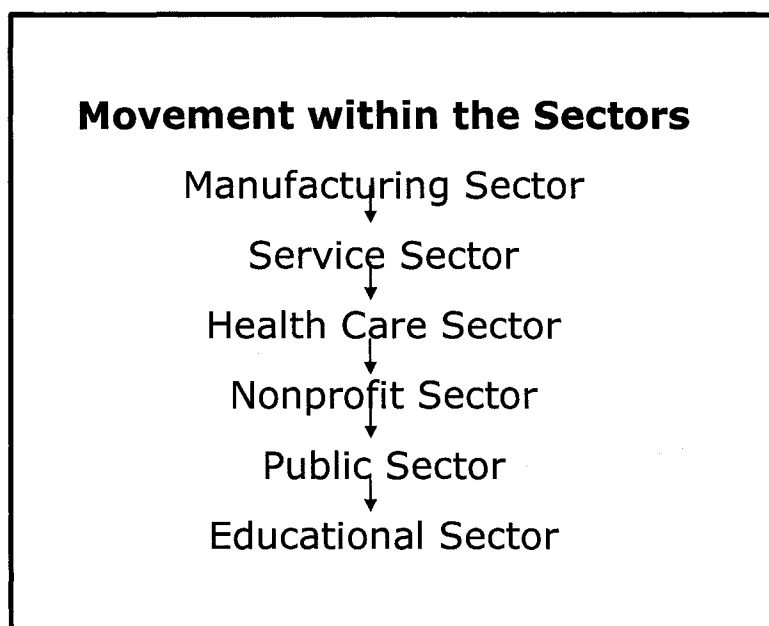 Movement within the Sectors
Manufacturing Sector
Service Sector
Health Care Sector
Nonprofit Sector
Public Sector
Educational Sector